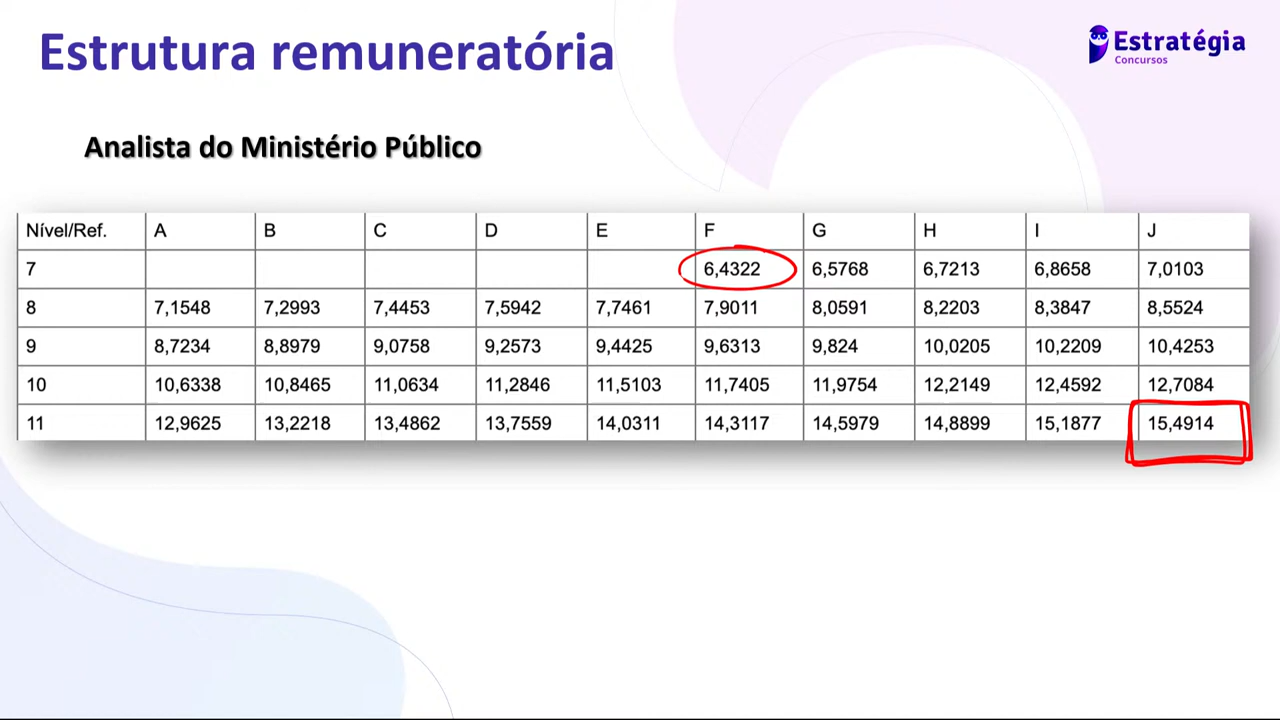 Estrutura remuneratória
Estratégia
Concursos
Analista do Ministério Público
Nível/Ref. A B C D E F G H I J
7 6,4322 6,5768 6,7213 6,8658 7,0103
8 7,1548 7,2993 7,4453 7,5942 7,7461 7,9011 8,0591 8,2203 8,3847 8,5524
9 8,7234 8,8979 9,0758 9,2573 9,4425 9,6313 9,824 10,0205 10,2209 10,4253
10 10,6338 10,8465 11,0634 11,2846 11,5103 11,7405 11,9754 12,2149 12,4592 12,7084
11 12,9625 13,2218 13,4862 13,7559 14,0311 14,3117 14,5979 14,8899 15,1877 15,4914